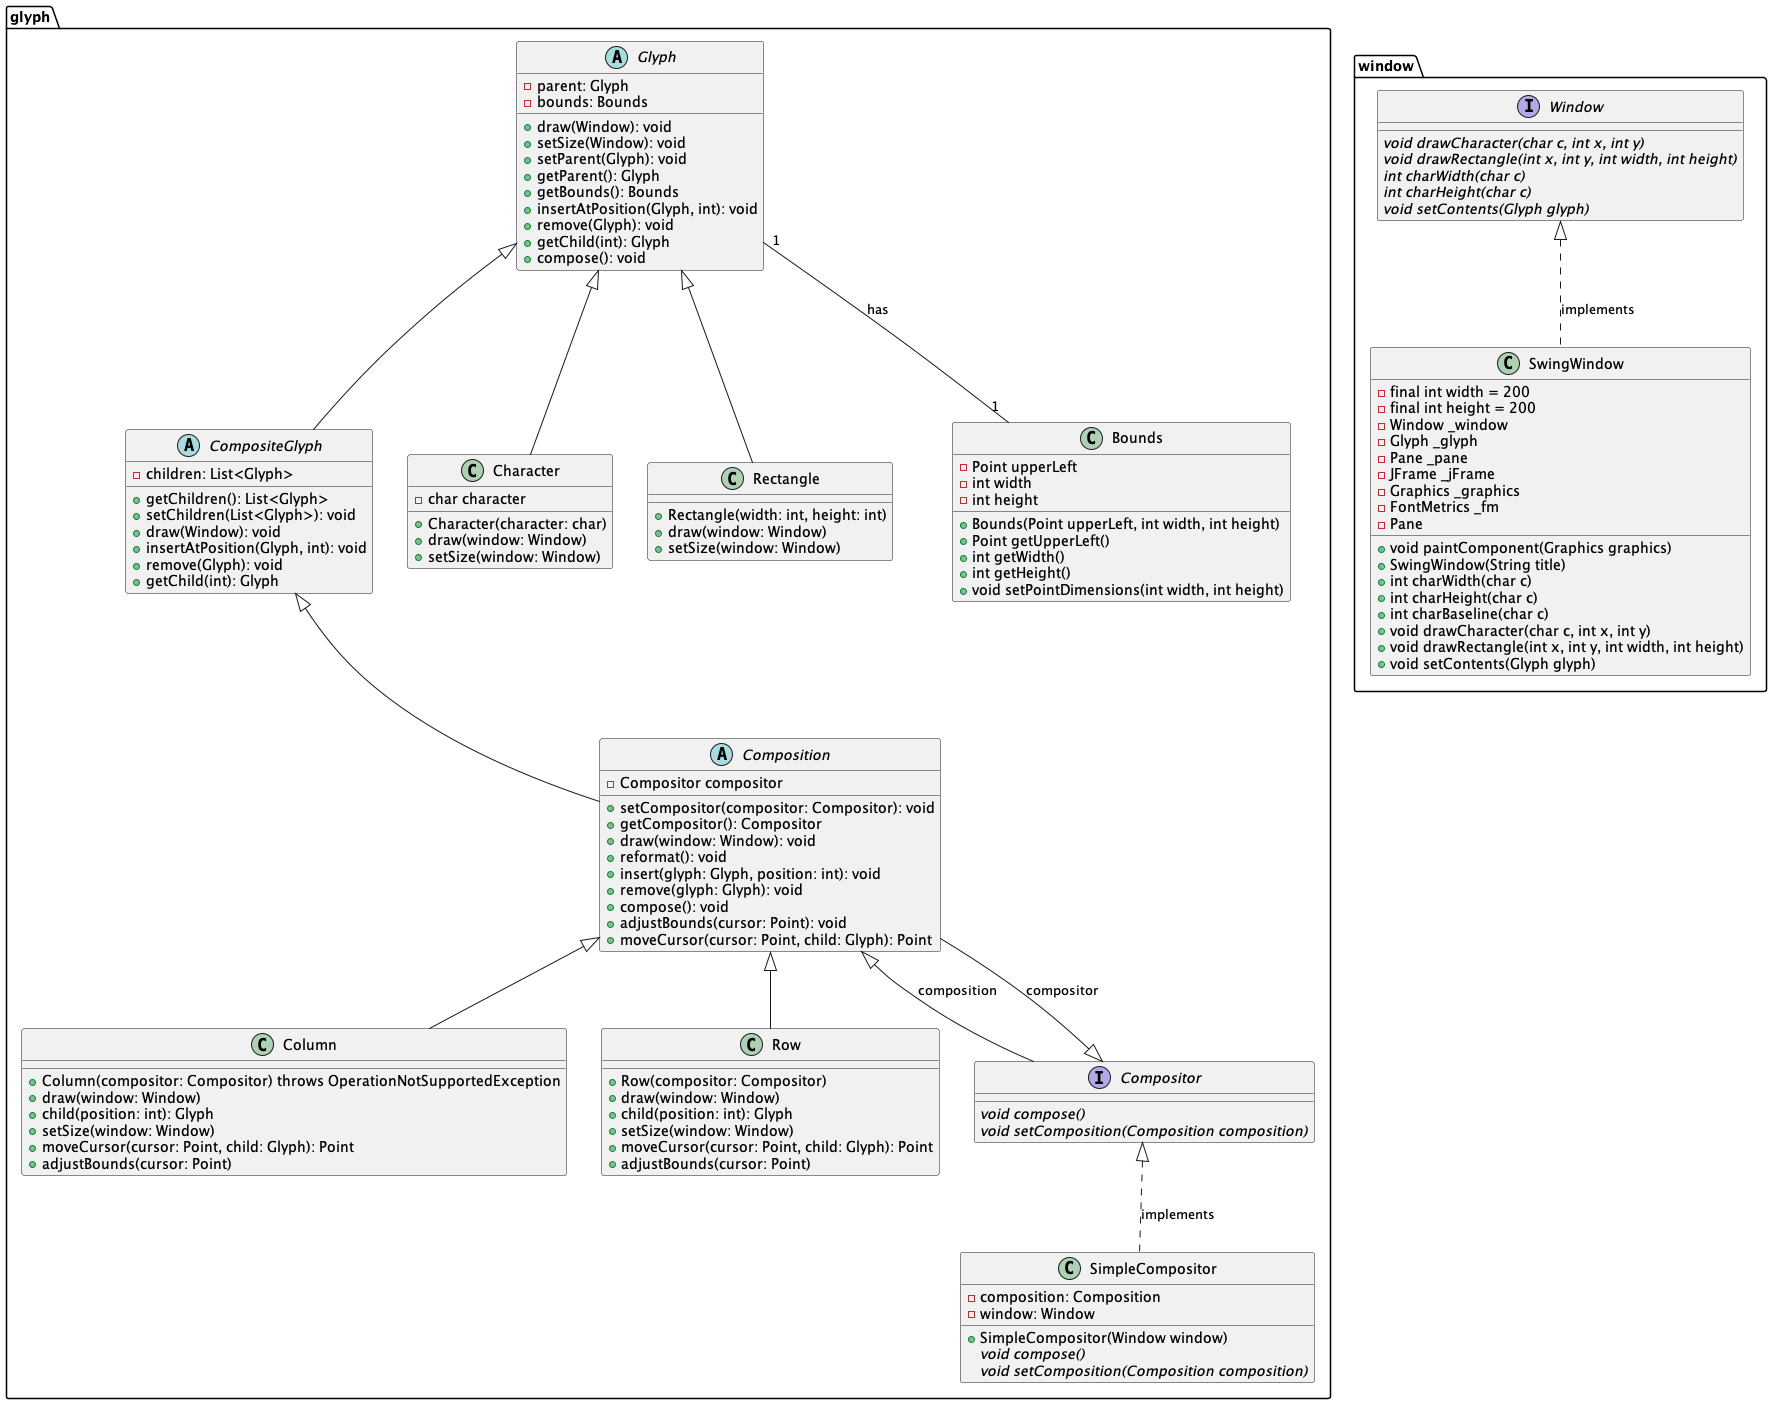 glyph
A Glyph
parent: Glyph
bounds: Bounds
draw(Window): void
setSize(Window): void
setParent(Glyph): void
getParent(): Glyph
getBounds(): Bounds
insertAtPosition(Glyph, int): void
remove(Glyph): void
getChild(int): Glyph
compose(): void
1
has
1
A CompositeGlyph
children: List<Glyph>
getChildren(): List<Glyph>
setChildren(List<Glyph>): void
draw(Window): void
insertAtPosition(Glyph, int): void
remove(Glyph): void
getChild(int): Glyph
C Character
char character
Character(character: char)
draw(window: Window)
setSize(window: Window)
C Rectangle
Rectangle(width: int, height: int)
draw(window: Window)
setSize(window: Window)
C Bounds
Point upperLeft
int width
int height
Bounds(Point upperLeft, int width, int height)
Point getUpperLeft()
int getWidth()
int getHeight()
void setPointDimensions(int width, int height)
A Composition
Compositor compositor
setCompositor(compositor: Compositor): void
getCompositor(): Compositor
draw(window: Window): void
reformat(): void
insert(glyph: Glyph, position: int): void
remove(glyph: Glyph): void
compose(): void
adjustBounds(cursor: Point): void
moveCursor(cursor: Point, child: Glyph): Point
composition
compositor
C Column
Column(compositor: Compositor) throws OperationNotSupportedException
draw(window: Window)
child(position: int): Glyph
setSize(window: Window)
moveCursor(cursor: Point, child: Glyph): Point
adjustBounds(cursor: Point)
C Row
Row(compositor: Compositor)
draw(window: Window)
child(position: int): Glyph
setSize(window: Window)
moveCursor(cursor: Point, child: Glyph): Point
adjustBounds(cursor: Point)
I Compositor
void compose()
void setComposition(Composition composition)
implements
C SimpleCompositor
composition: Composition
window: Window
SimpleCompositor(Window window)
void compose()
void setComposition(Composition composition)
window
I Window
void drawCharacter(char c, int x, int y)
void drawRectangle(int x, int y, int width, int height)
int charWidth(char c)
int charHeight(char c)
void setContents(Glyph glyph)
implements
C SwingWindow
final int width = 200
final int height = 200
Window _window
Glyph _glyph
Pane _pane
JFrame _jFrame
Graphics _graphics
FontMetrics _fm
Pane
void paintComponent(Graphics graphics)
SwingWindow(String title)
int charWidth(char c)
int charHeight(char c)
int charBaseline(char c)
void drawCharacter(char c, int x, int y)
void drawRectangle(int x, int y, int width, int height)
void setContents(Glyph glyph)